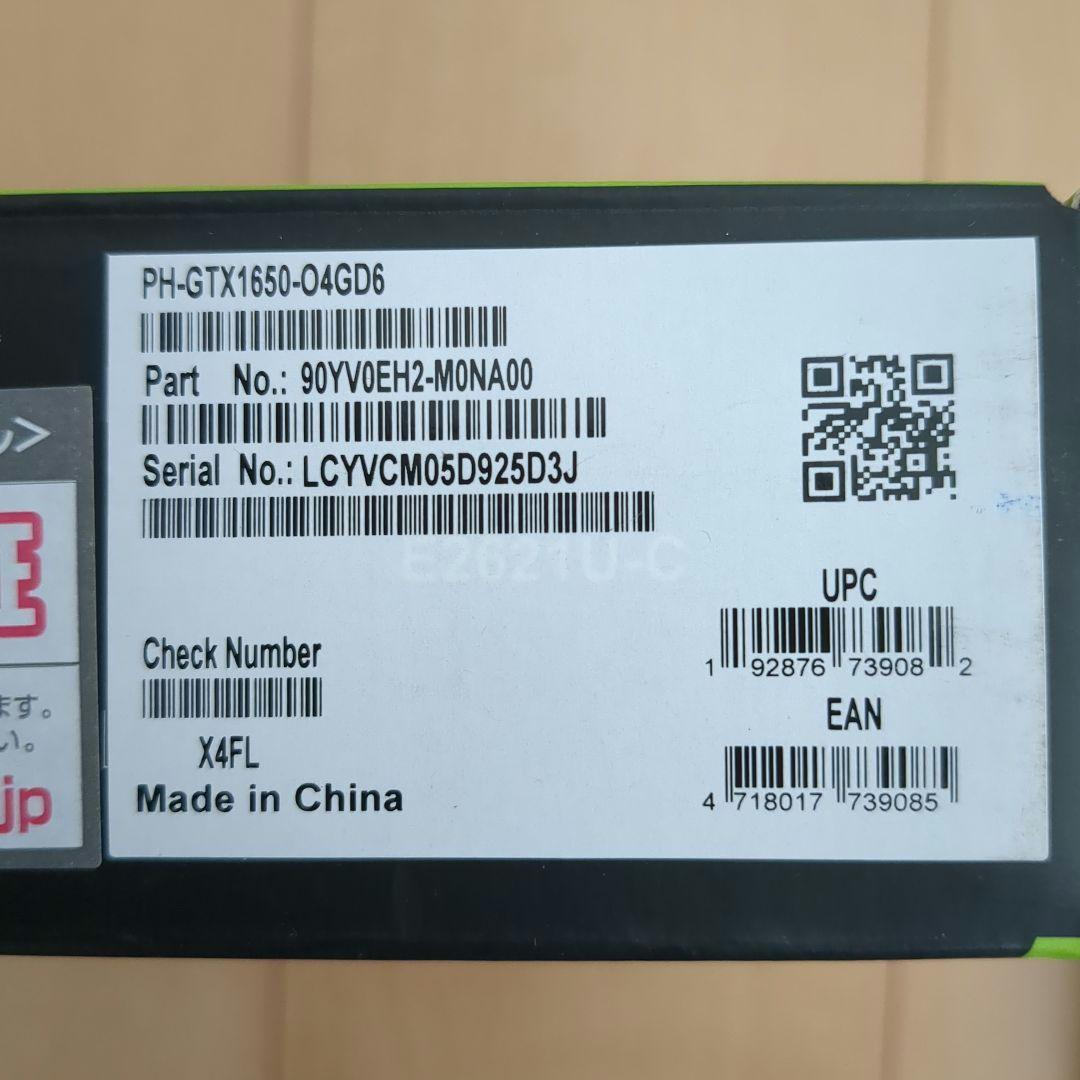 PH-GTX1650-O4GD6
Part No.: 90YV0EH2-M0NA00
Serial No.: LCYVCM05D925D3J
E2621U-C
UPC
1 92876 73908 2
Check Number
X4FL
EAN
4 718017 739085
Made in China
ます。
い。
jp